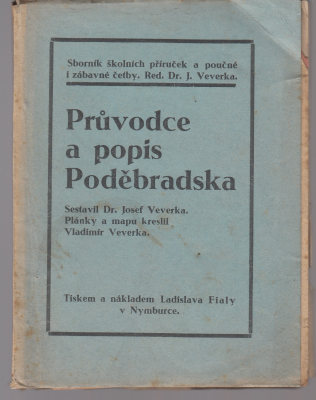 Sborník školních příruček a poučné
i zábavné četby. Red. Dr. J. Veverka.
Průvodce
a popis
Poděbradska
Sestavil Dr. Josef Veverka.
Plánky a mapu kreslil
Vladimír Veverka.
Tiskem a nákladem Ladislava Fialy
v Nymburce.